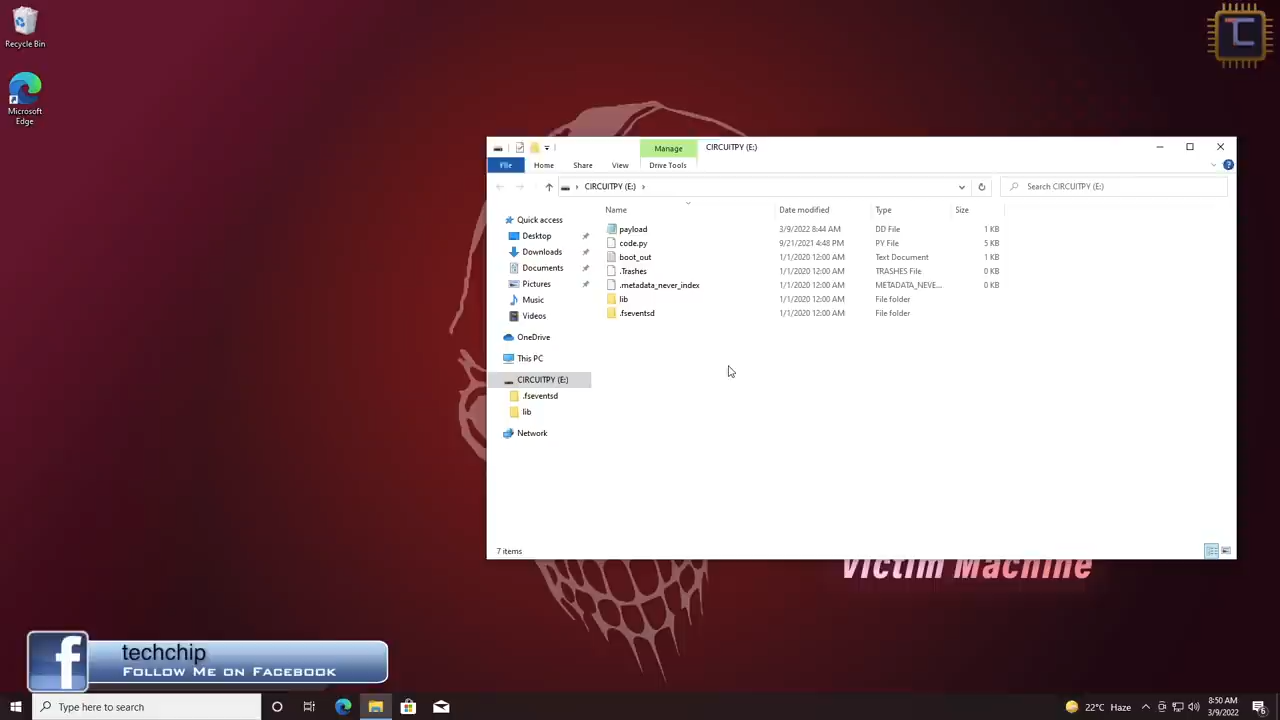 Recycle Bin
Microsoft
Edge
TC
Manage
CIRCUITPY (E:)
File
Home
Share
View
Drive Tools
CIRCUITPY (E:)
Search CIRCUITPY (E:)
Name
Date modified
Type
Size
Quick access
Desktop
Downloads
Documents
Pictures
Music
Videos
OneDrive
This PC
CIRCUITPY (E:)
.fseventsd
lib
Network
payload 3/9/2022 8:44 AM DD File 1 KB
code.py 9/21/2021 4:48 PM PY File 5 KB
boot_out 1/1/2020 12:00 AM Text Document 1 KB
.Trashes 1/1/2020 12:00 AM TRASHES File 0 KB
.metadata_never_index 1/1/2020 12:00 AM METADATA_NEVE... 0 KB
lib 1/1/2020 12:00 AM File folder
.fseventsd 1/1/2020 12:00 AM File folder
7 items
Victim Machine
f
techchip
Follow Me on Facebook
Type here to search
22°C Haze
8:50 AM
3/9/2022
6